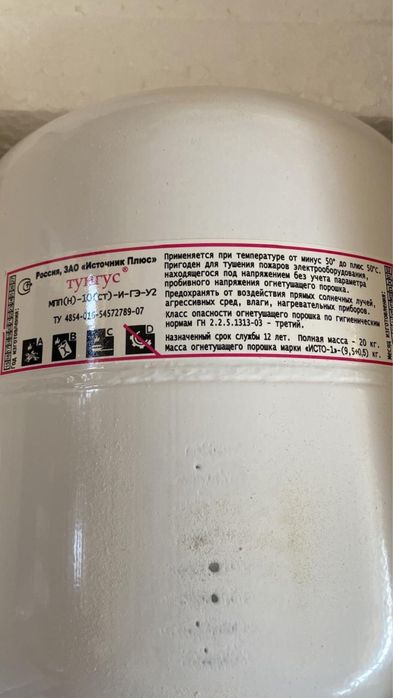 Россия, ЗАО «Источник Плюс»
тунгус®
МПП(Н)-10(ст)-И-ГЭ-У2
ТУ 4854-016-54572789-07
A B C D
Применяется при температуре от минус 50° до плюс 50°С.
Пригоден для тушения пожаров электрооборудования,
находящегося под напряжением без учета параметра
пробивного напряжения огнетушащего порошка.
Предохранять от воздействия прямых солнечных лучей,
агрессивных сред, влаги, нагревательных приборов.
Класс опасности огнетушащего порошка по гигиеническим
нормам ГН 2.2.5.1313-03 - третий.
Назначенный срок службы 12 лет. Полная масса - 20 кг.
Масса огнетушащего порошка марки «ИСТО-1»-(9,5±0,5) кг.
ГОД ИЗГОТОВЛЕНИЯ:
МЕСЯЦ